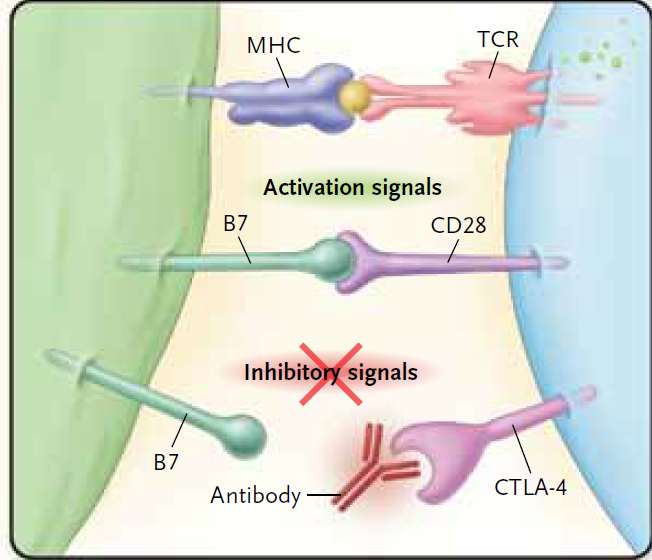 MHC
TCR
Activation signals
B7
CD28
Inhibitory signals
B7
Antibody
CTLA-4